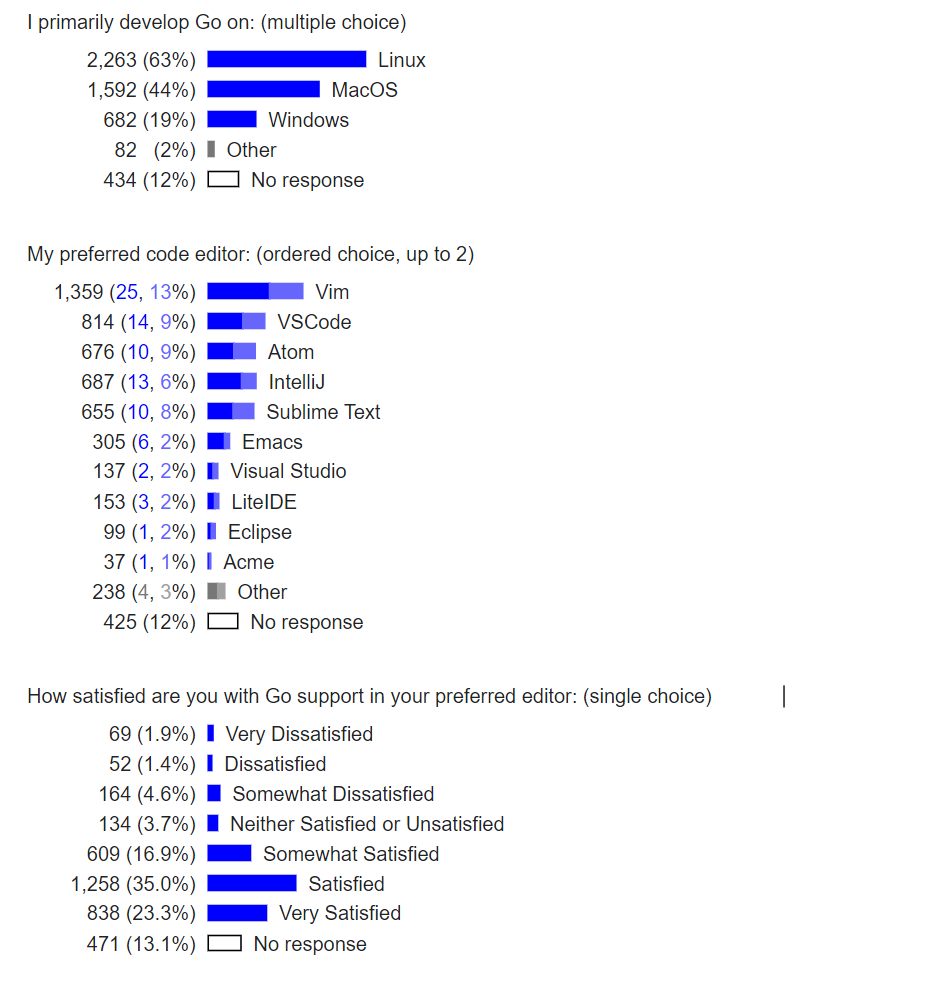 I primarily develop Go on: (multiple choice)
2,263 (63%) Linux
1,592 (44%) MacOS
682 (19%) Windows
82 (2%) Other
434 (12%) No response
My preferred code editor: (ordered choice, up to 2)
1,359 (25, 13%) Vim
814 (14, 9%) VSCode
676 (10, 9%) Atom
687 (13, 6%) IntelliJ
655 (10, 8%) Sublime Text
305 (6, 2%) Emacs
137 (2, 2%) Visual Studio
153 (3, 2%) LiteIDE
99 (1, 2%) Eclipse
37 (1, 1%) Acme
238 (4, 3%) Other
425 (12%) No response
How satisfied are you with Go support in your preferred editor: (single choice)
69 (1.9%) Very Dissatisfied
52 (1.4%) Dissatisfied
164 (4.6%) Somewhat Dissatisfied
134 (3.7%) Neither Satisfied or Unsatisfied
609 (16.9%) Somewhat Satisfied
1,258 (35.0%) Satisfied
838 (23.3%) Very Satisfied
471 (13.1%) No response